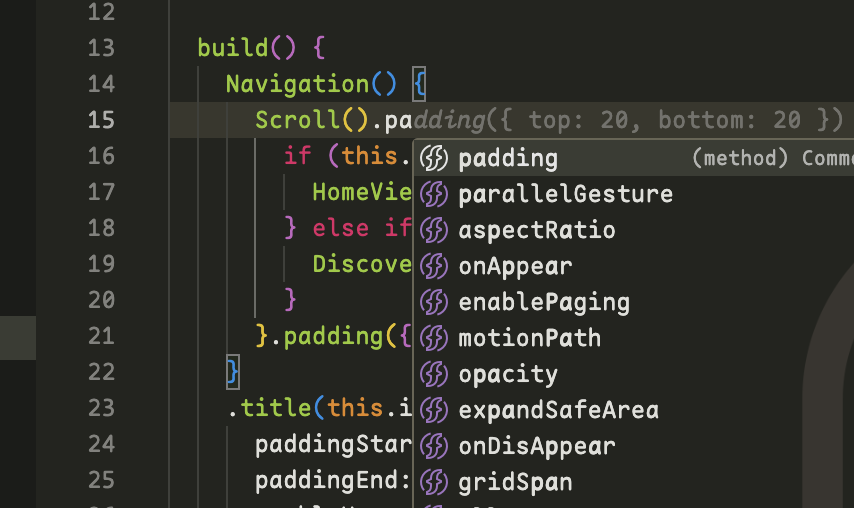 12
13 build() {
14 Navigation() {
15 Scroll().padding({ top: 20, bottom: 20 })
16 if (this.
17 HomeVie
18 } else if
19 Discove
20 }
21 }.padding({
22 }
23 .title(this.i
24 paddingStar
25 paddingEnd:
padding (method) Comm
parallelGesture
aspectRatio
onAppear
enablePaging
motionPath
opacity
expandSafeArea
onDisAppear
gridSpan